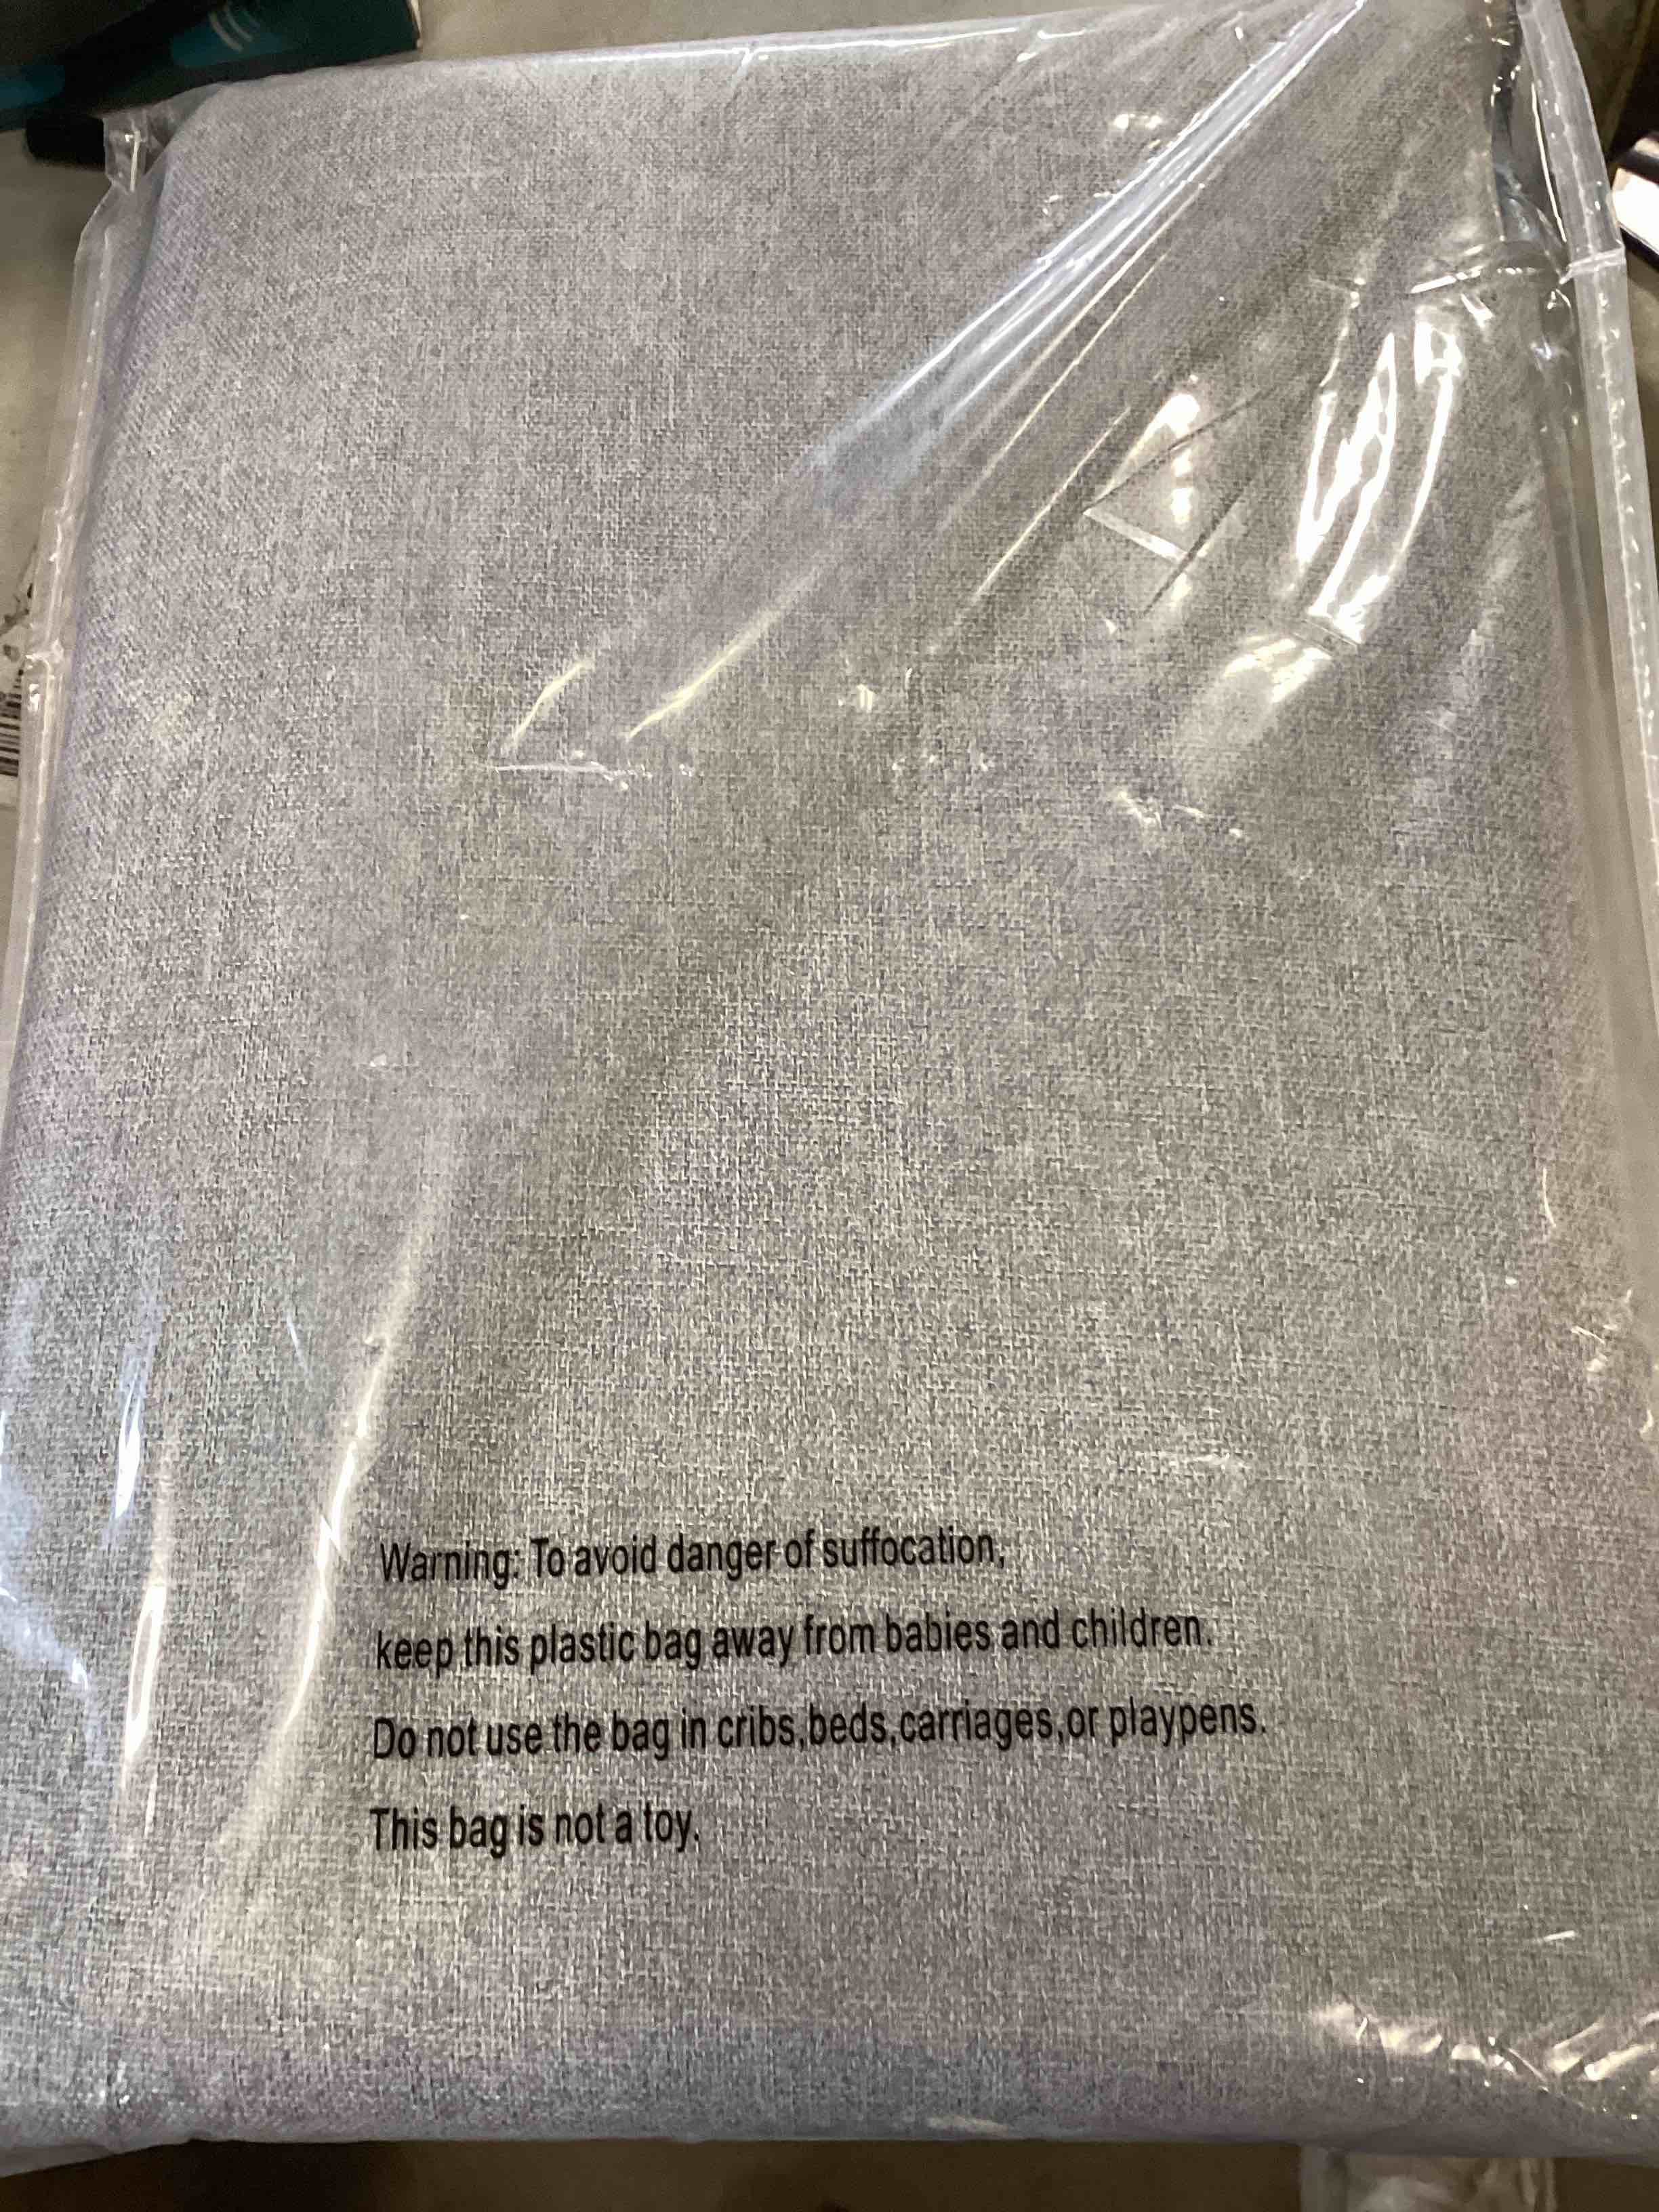 Warning: To avoid danger of suffocation,
keep this plastic bag away from babies and children.
Do not use the bag in cribs,beds,carriages,or playpens.
This bag is not a toy.